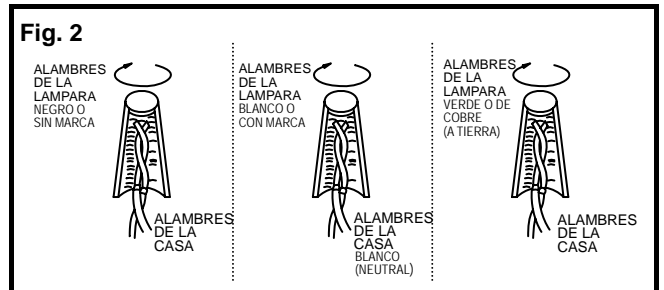 Fig. 2
ALAMBRES
DE LA
LAMPARA
NEGRO O
SIN MARCA
ALAMBRES
DE LA
CASA
ALAMBRES
DE LA
LAMPARA
BLANCO O
CON MARCA
ALAMBRES
DE LA
CASA
BLANCO
(NEUTRAL)
ALAMBRES
DE LA
LAMPARA
VERDE O DE
COBRE
(A TIERRA)
ALAMBRES
DE LA
CASA